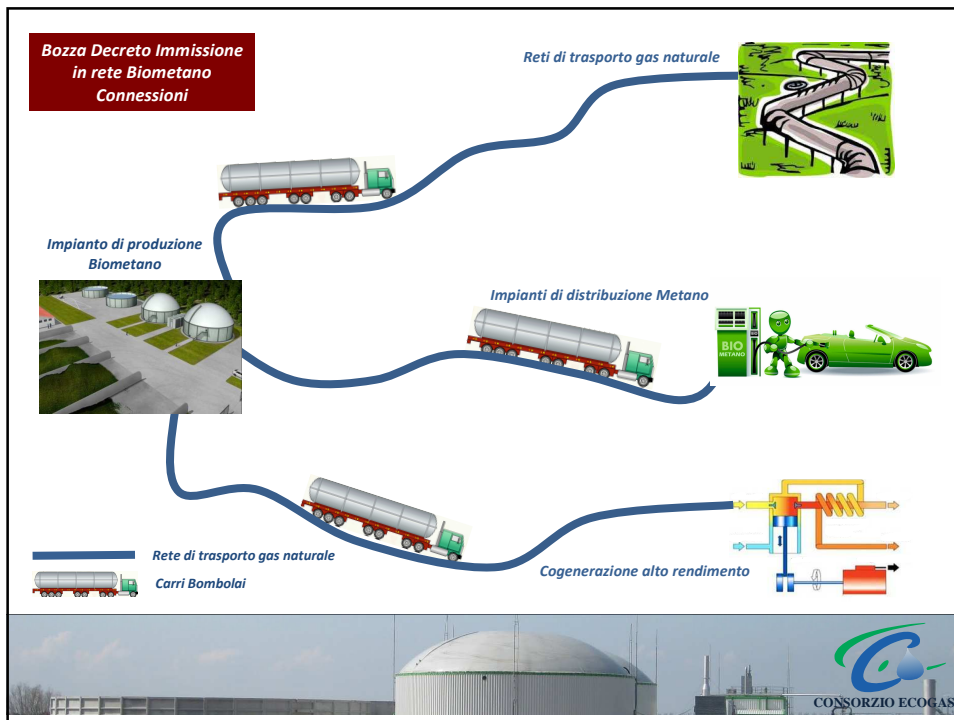 Bozza Decreto Immissione
in rete Biometano
Connessioni
Reti di trasporto gas naturale
Impianto di produzione
Biometano
Impianti di distribuzione Metano
BIO
METANO
Rete di trasporto gas naturale
Carri Bombolai
Cogenerazione alto rendimento
CONSORZIO ECOGAS